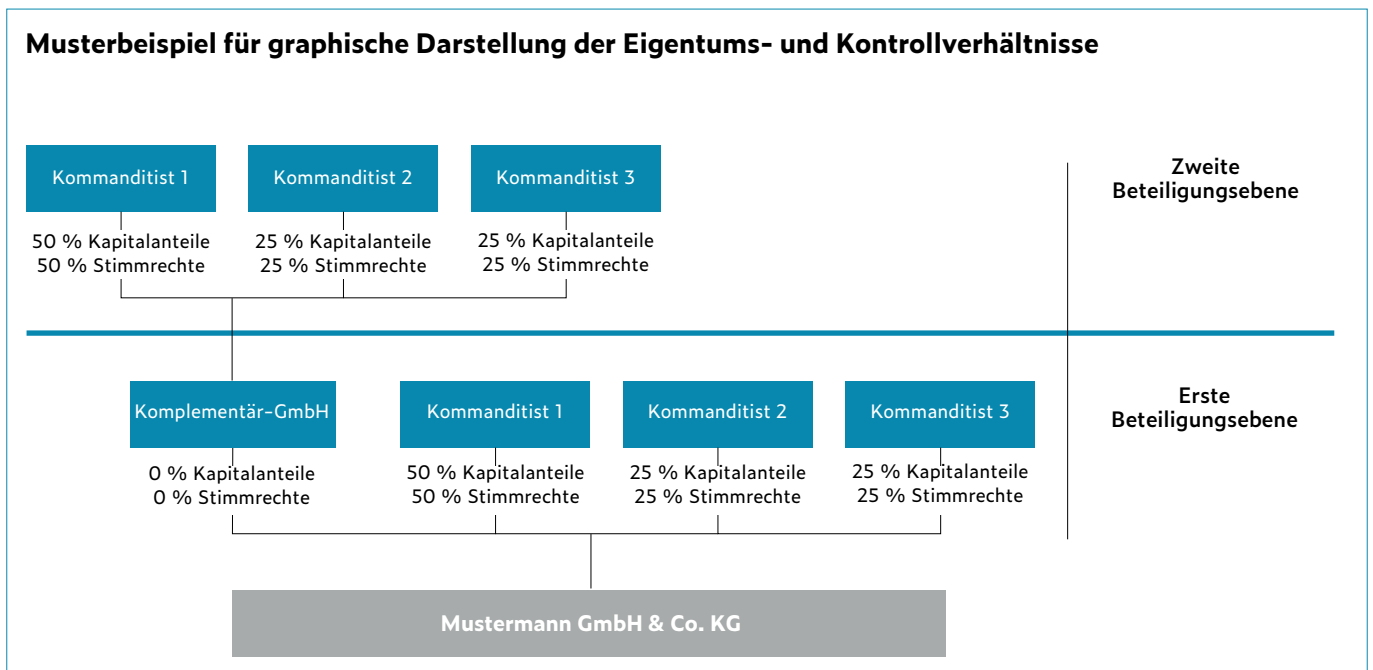 Musterbeispiel für graphische Darstellung der Eigentums- und Kontrollverhältnisse
Kommanditist 1
Kommanditist 2
Kommanditist 3
Zweite
Beteiligungsebene
50 % Kapitalanteile
50 % Stimmrechte
25 % Kapitalanteile
25 % Stimmrechte
25 % Kapitalanteile
25 % Stimmrechte
Komplementär-GmbH
Kommanditist 1
Kommanditist 2
Kommanditist 3
Erste
Beteiligungsebene
0 % Kapitalanteile
0 % Stimmrechte
50 % Kapitalanteile
50 % Stimmrechte
25 % Kapitalanteile
25 % Stimmrechte
25 % Kapitalanteile
25 % Stimmrechte
Mustermann GmbH & Co. KG